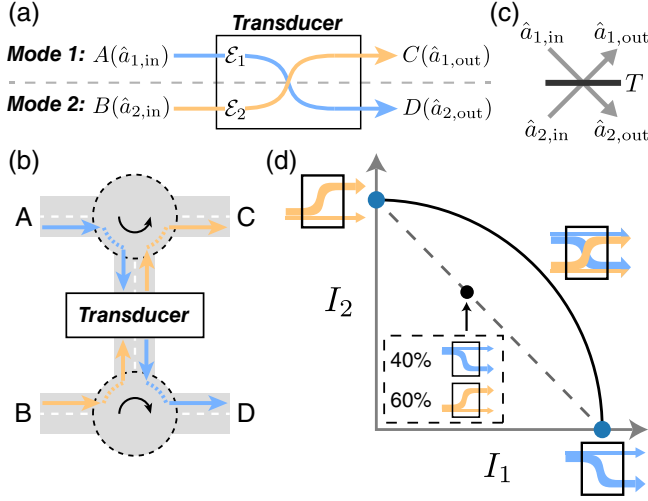 (a)
Transducer
(c)
Mode 1: A(â₁,in) ℰ₁ C(â₁,out)
Mode 2: B(â₂,in) ℰ₂ D(â₂,out)
â₁,in â₁,out
T
â₂,in â₂,out
(b)
A C
Transducer
B D
(d)
I₂
40%
60%
I₁